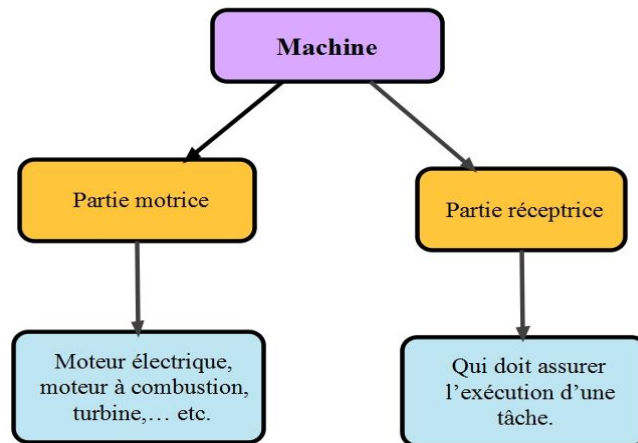 Machine
Partie motrice
Partie réceptrice
Moteur électrique,
moteur à combustion,
turbine,… etc.
Qui doit assurer
l’exécution d’une
tâche.